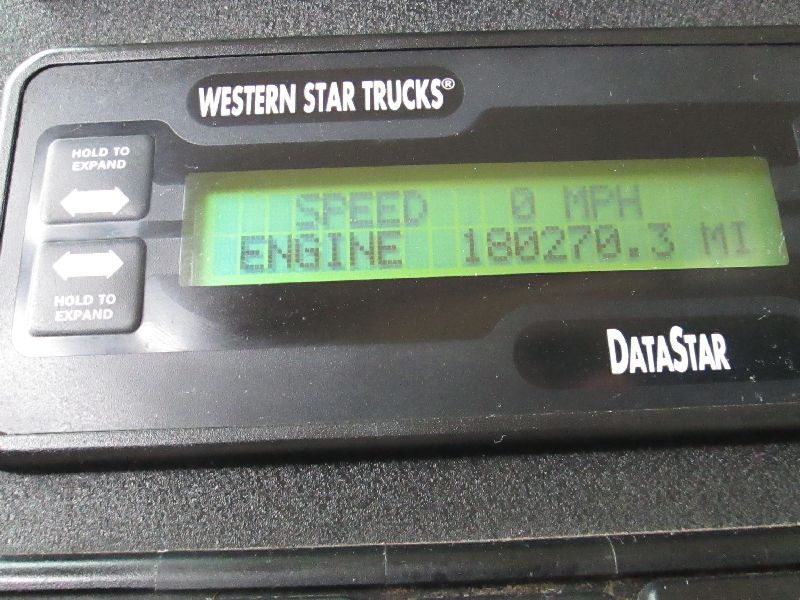 WESTERN STAR TRUCKS®
HOLD TO
EXPAND
SPEED 0 MPH
ENGINE 180270.3 MI
HOLD TO
EXPAND
DATASTAR